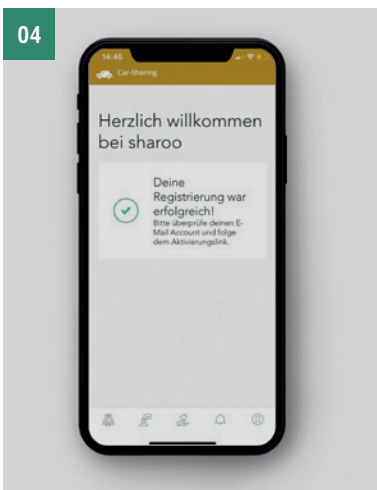 04
14:45
Car-Sharing
Herzlich willkommen
bei sharoo
Deine
Registrierung war
erfolgreich!
Bitte überprüfe deinen E-
Mail Account und folge
dem Aktivierungslink.